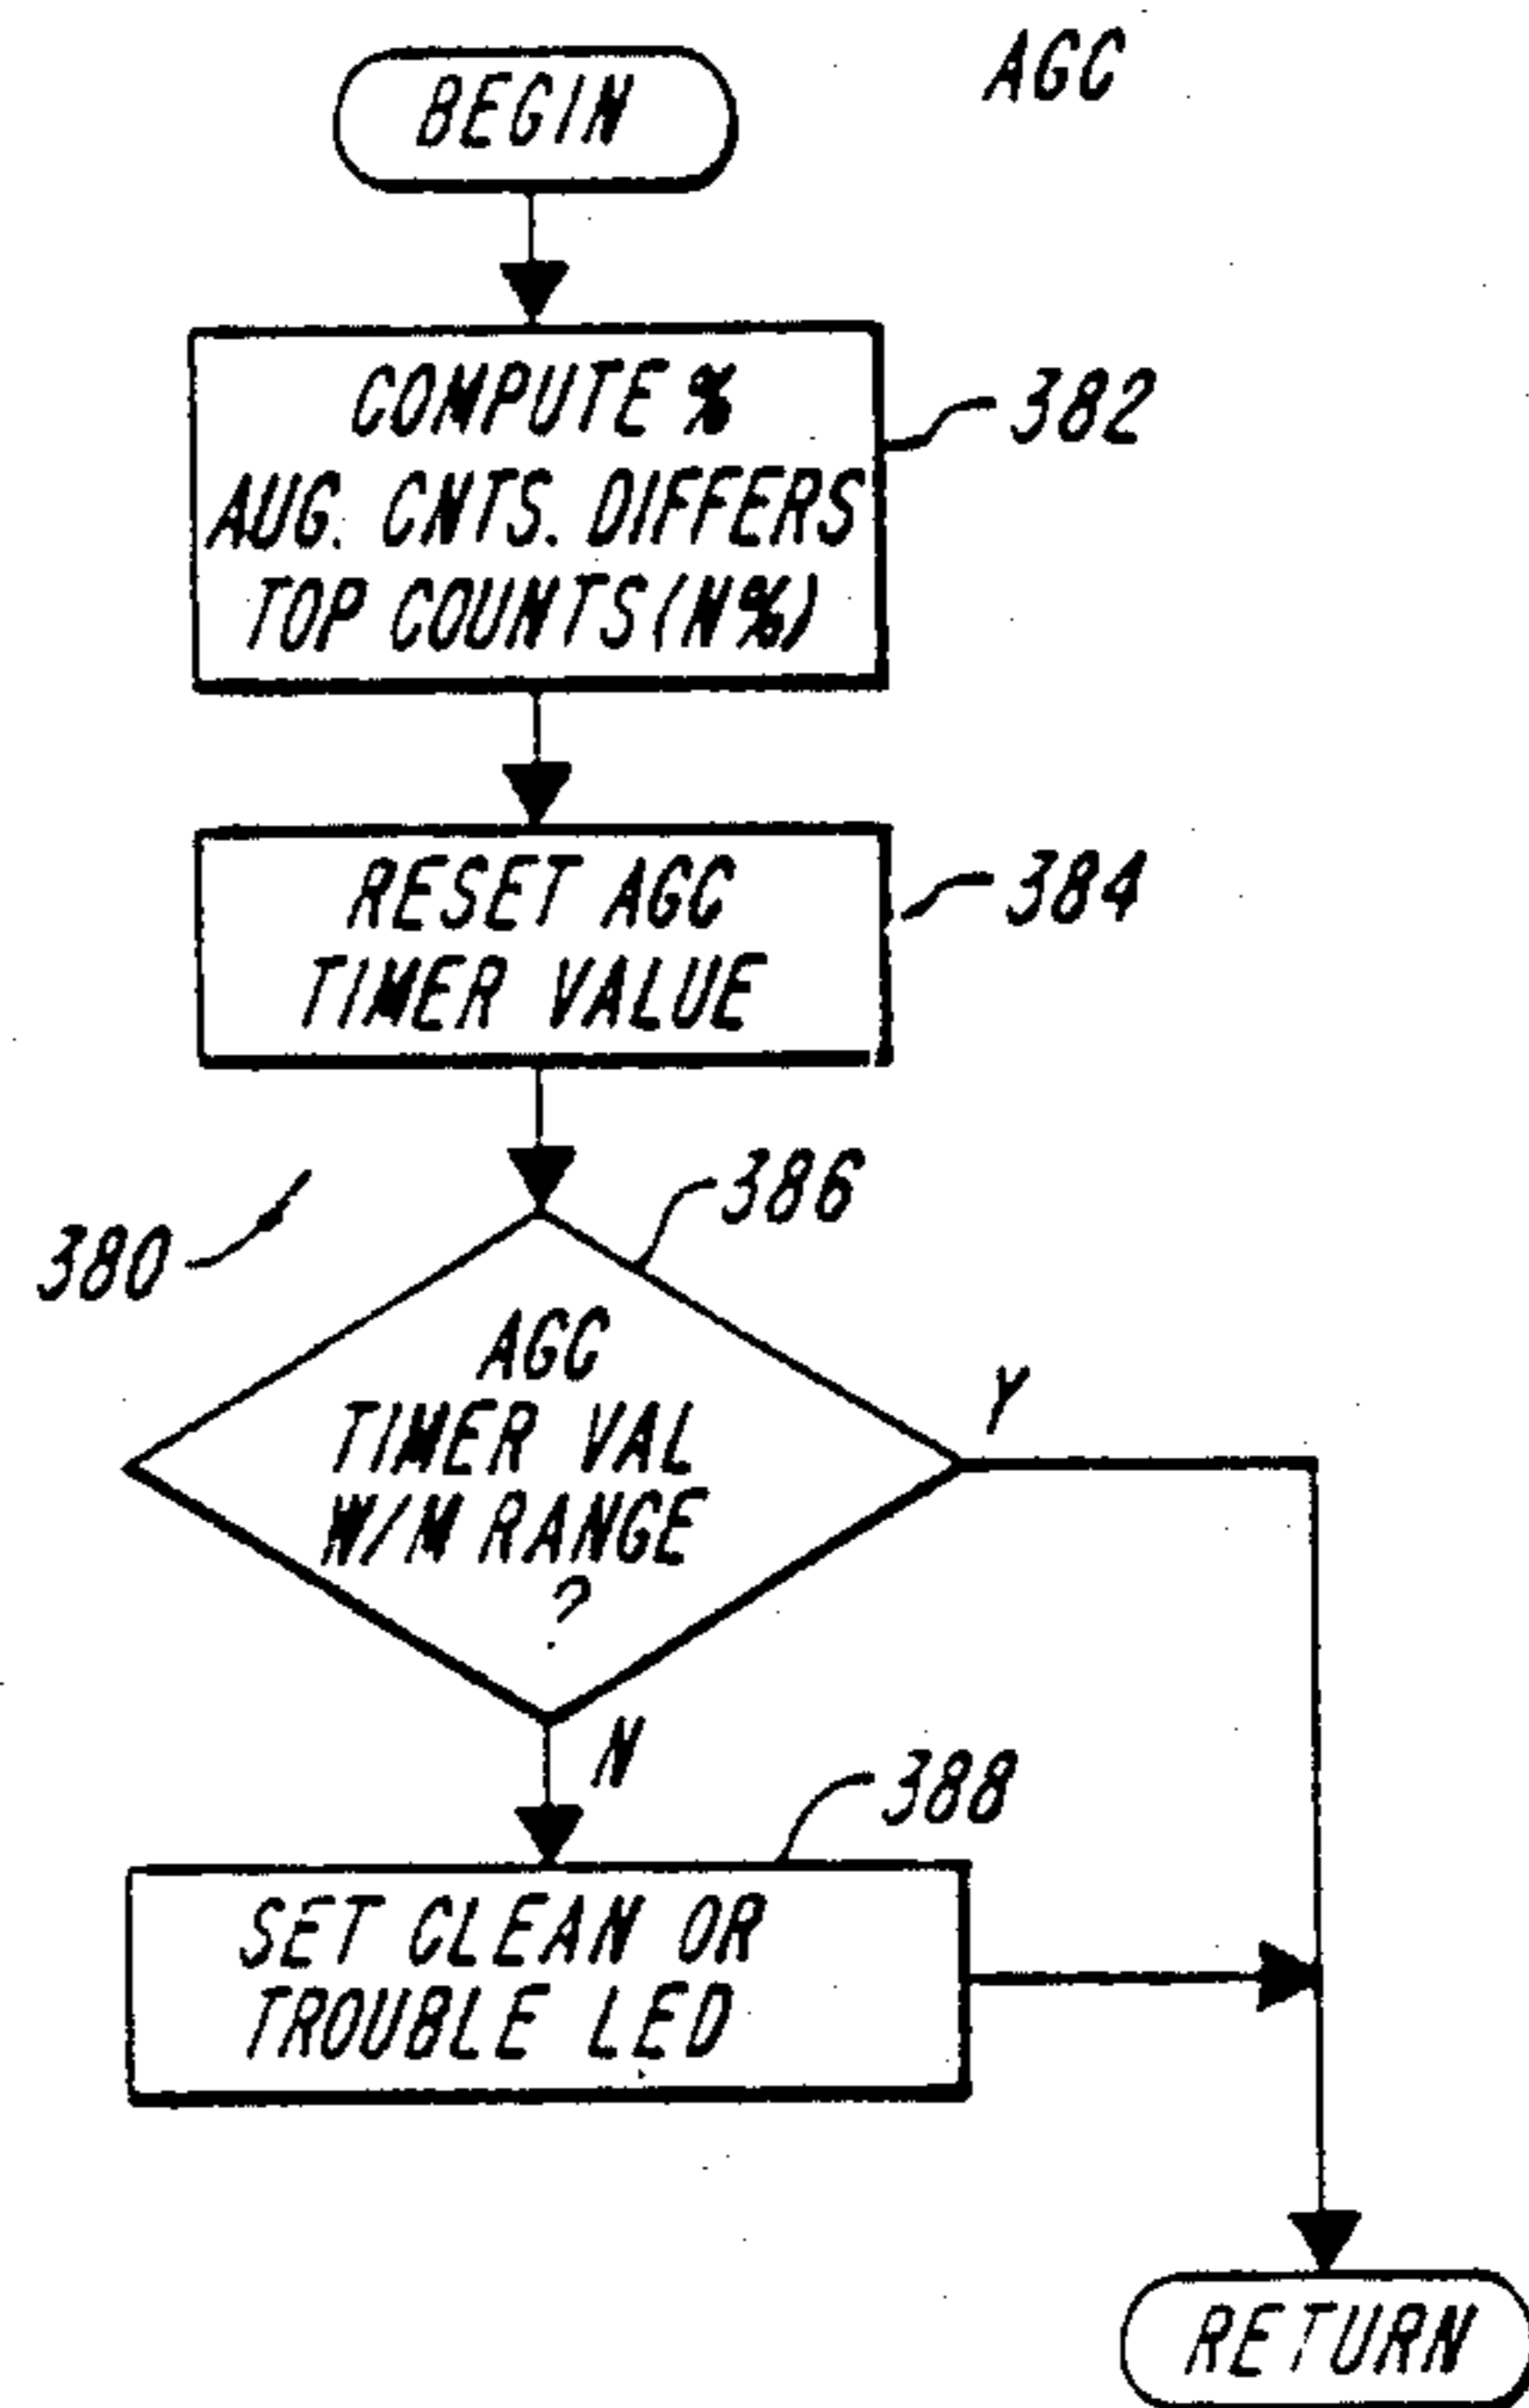 AGC
BEGIN
COMPUTE %
AUG. CNTS. DIFFERS
TOP COUNTS (N%)
382
RESET AGC
TIMER VALUE
384
380
386
AGC
TIMER VAL
W/M RANGE
?
Y
N
388
SET CLEAN OR
TROUBLE LED
RETURN